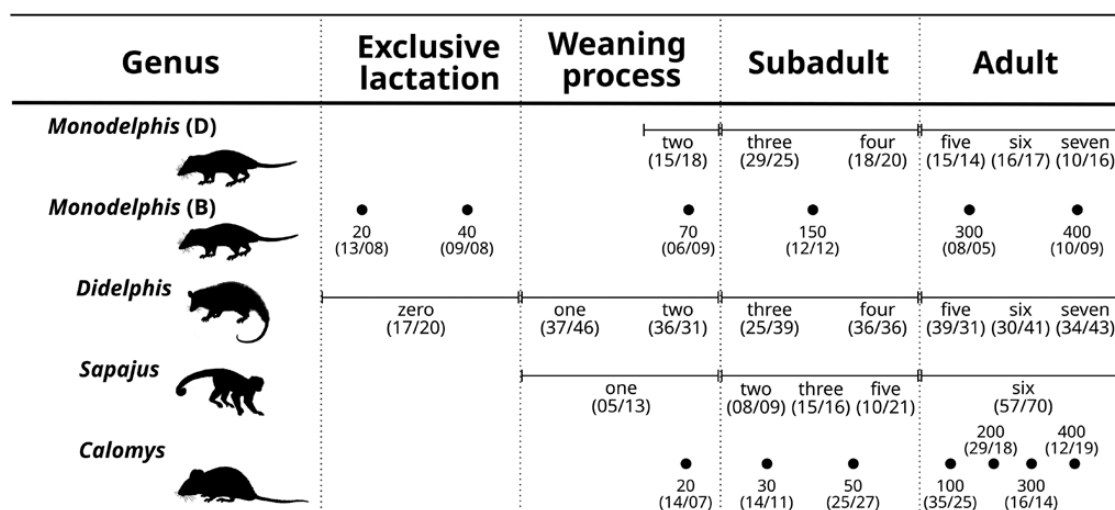 Genus
Exclusive lactation
Weaning process
Subadult
Adult
Monodelphis (D)
two three four five six seven
(15/18) (29/25) (18/20) (15/14) (16/17) (10/16)
Monodelphis (B)
20 40 70 150 300 400
(13/08) (09/08) (06/09) (12/12) (08/05) (10/09)
Didelphis
zero one two three four five six seven
(17/20) (37/46) (36/31) (25/39) (36/36) (39/31) (30/41) (34/43)
Sapajus
one two three five six
(05/13) (08/09) (15/16) (10/21) (57/70)
Calomys
200 400
(29/18) (12/19)
20 30 50 100 300
(14/07) (14/11) (25/27) (35/25) (16/14)